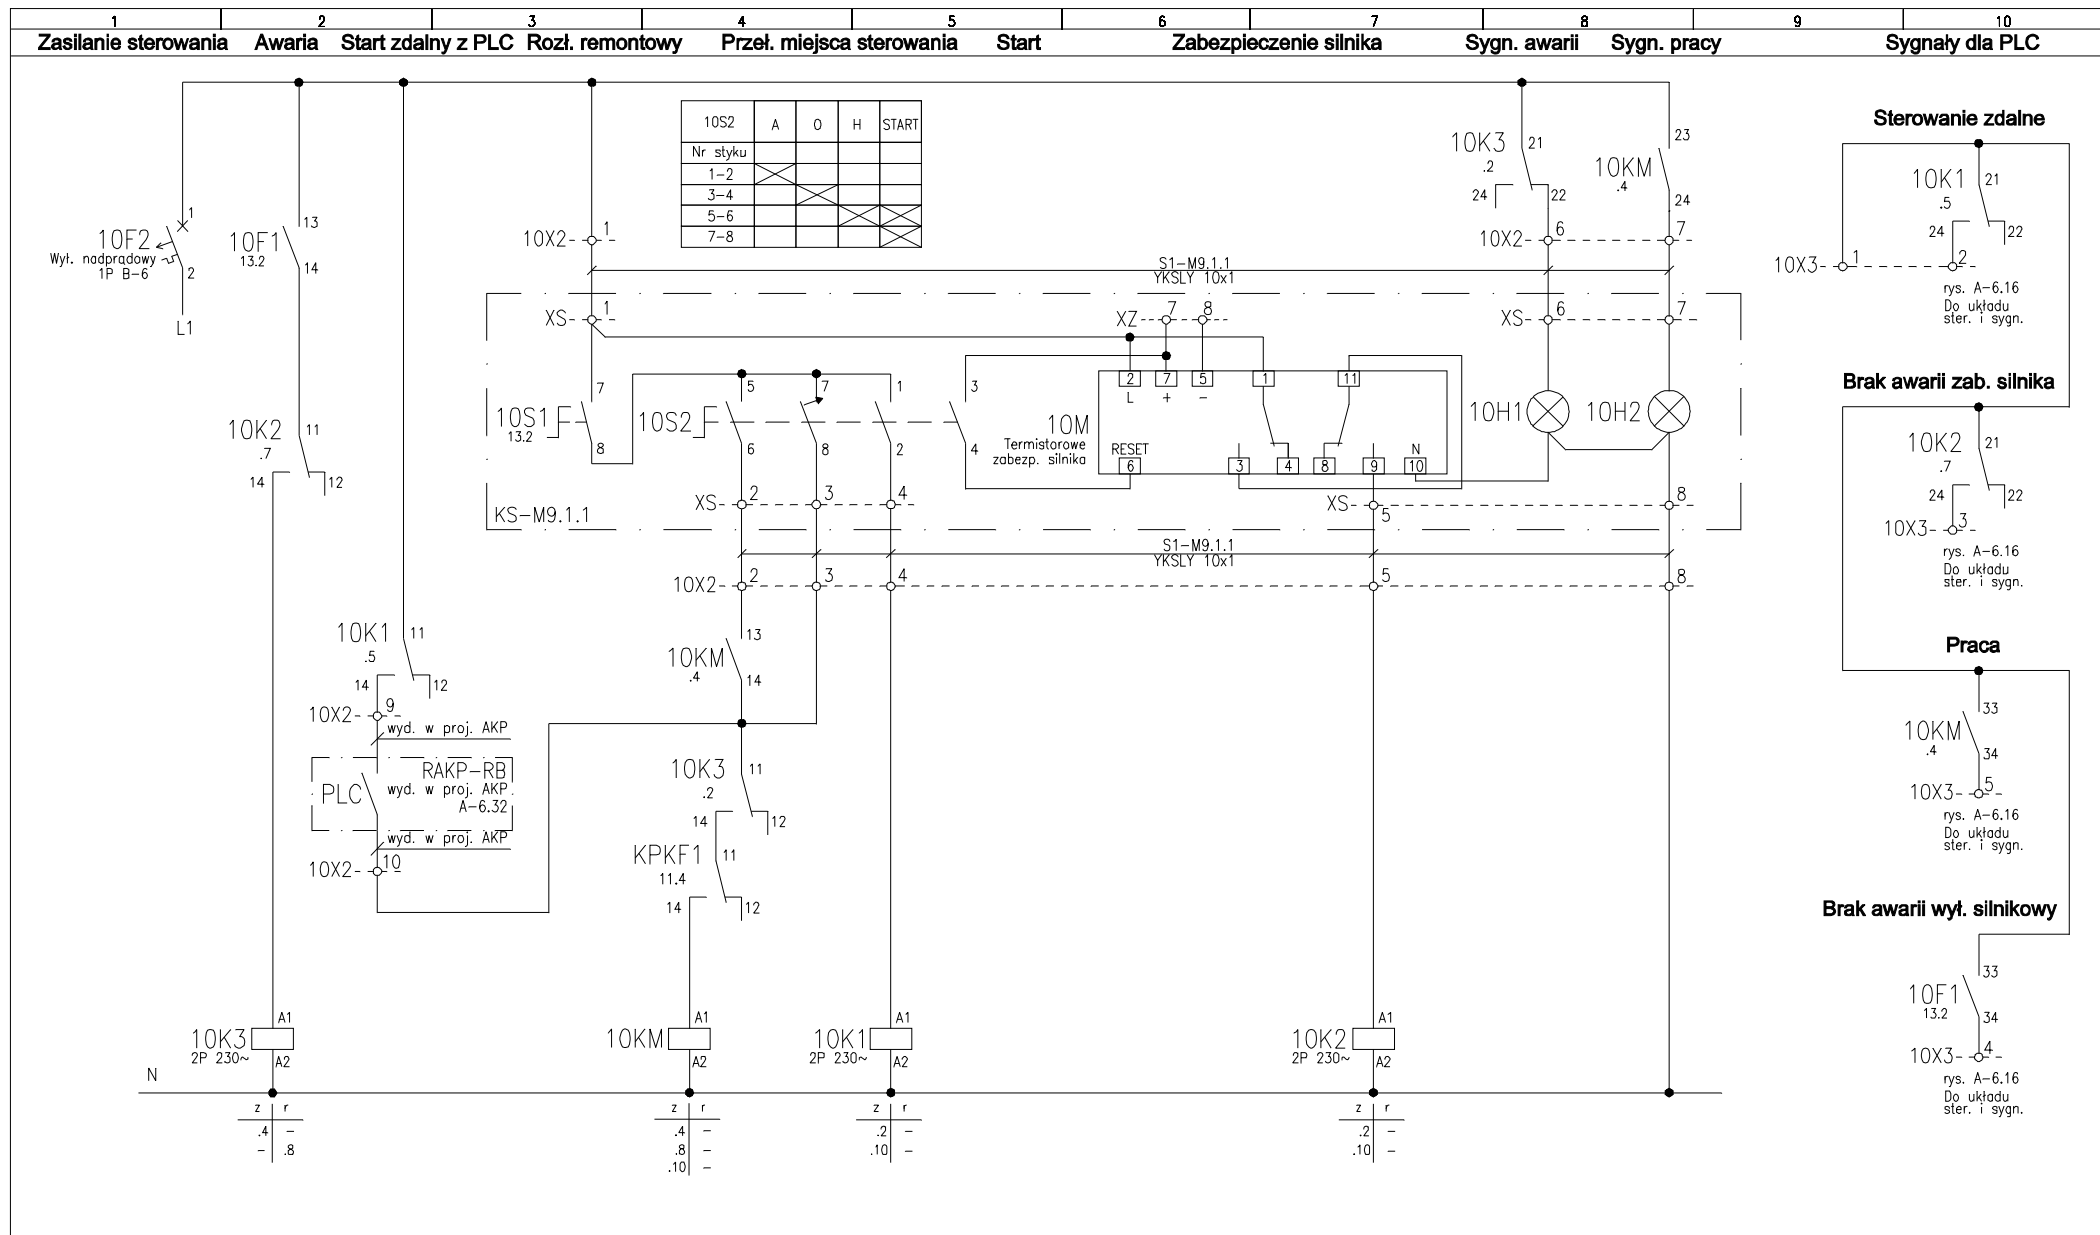 1 2 3 4 5 6 7 8 9 10
Zasilanie sterowania Awaria Start zdalny z PLC Rozł. remontowy Przeł. miejsca sterowania Start Zabezpieczenie silnika Sygn. awarii Sygn. pracy Sygnały dla PLC
10S2 A 0 H START
Nr styku
1-2
3-4
5-6
7-8
1
10F2
Wył. nadprądowy
1P B-6
2
L1
13
10F1
13.2
14
10K2
.7
11
14 12
10K1
.5
11
14 12
10X2 9
wyd. w proj. AKP
RAKP-RB
PLC
wyd. w proj. AKP
A-6.32
wyd. w proj. AKP
10X2 10
10X2 1
S1-M9.1.1
YKSLY 10x1
XS 1
7
10S1
13.2
8
KS-M9.1.1
10S2
5 7 1 3
6 8 2 4
XS 2 3 4
XZ 7 8
10M
Termistorowe
zabezp. silnika
2 7 5 1 11
L + -
RESET N
6 3 4 8 9 10
XS 5 8
S1-M9.1.1
YKSLY 10x1
10X2 2 3 4 5 8
13
10KM
.4
14
10K3
.2
11
14 12
KPKF1
11.4
11
14 12
10K3
.2
21
24 22
23
10KM
.4
24
10X2 6 7
XS 6 7
10H1 10H2
A1
10K3
2P 230~
A2
A1
10KM
A2
A1
10K1
2P 230~
A2
A1
10K2
2P 230~
A2
N
z r
.4 -
- .8
z r
.4 -
.8 -
.10 -
z r
.2 -
.10 -
z r
.2 -
.10 -
Sterowanie zdalne
10K1
.5
21
24 22
10X3 1 2
rys. A-6.16
Do układu
ster. i sygn.
Brak awarii zab. silnika
10K2
.7
21
24 22
10X3 3
rys. A-6.16
Do układu
ster. i sygn.
Praca
33
10KM
.4
34
10X3 5
rys. A-6.16
Do układu
ster. i sygn.
Brak awarii wył. silnikowy
33
10F1
13.2
34
10X3 4
rys. A-6.16
Do układu
ster. i sygn.